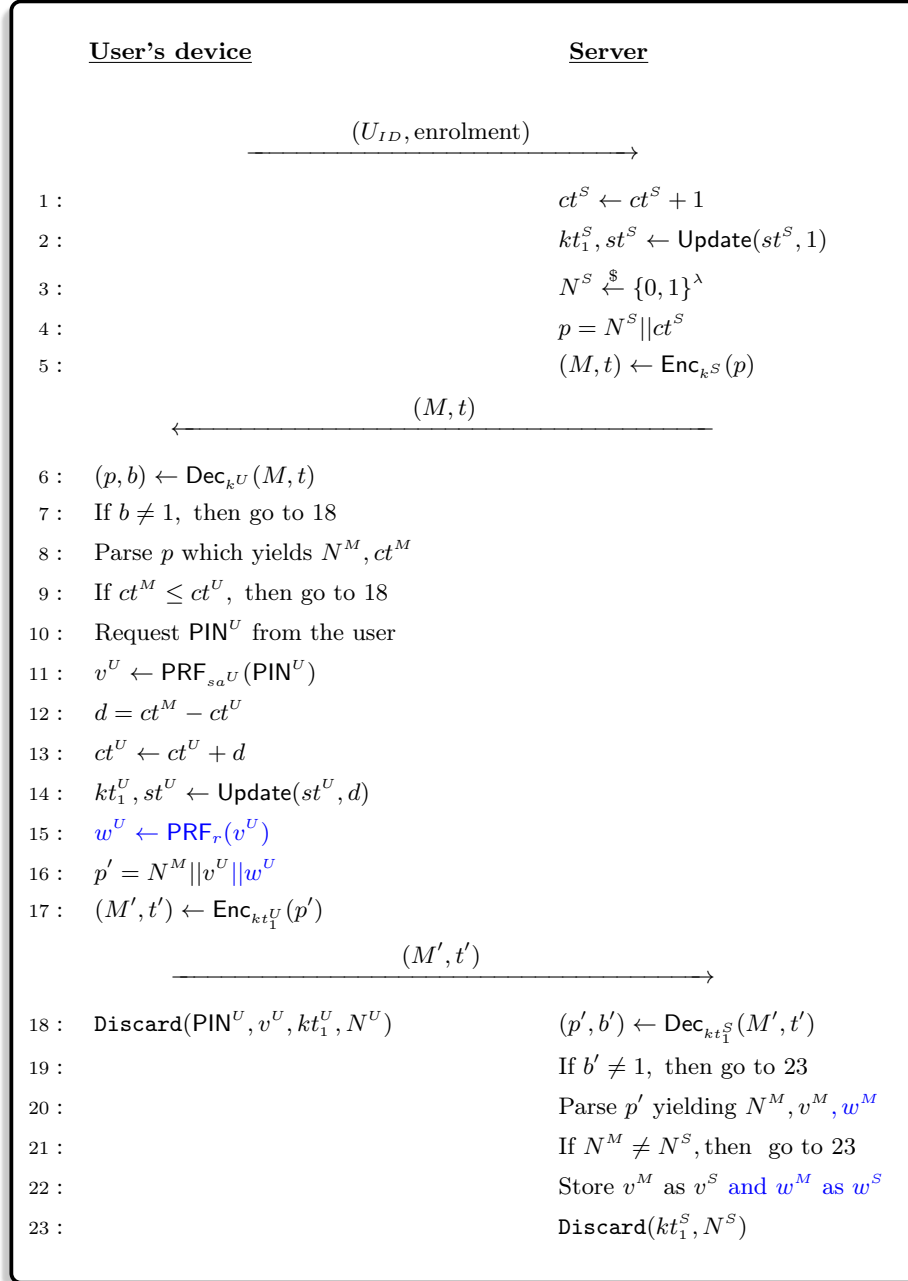 User's device Server
(U_{ID}, enrolment)
1 : ct^S ← ct^S + 1
2 : kt_1^S, st^S ← Update(st^S, 1)
3 : N^S ←$ {0, 1}^λ
4 : p = N^S||ct^S
5 : (M, t) ← Enc_{k^S}(p)
(M, t)
6 : (p, b) ← Dec_{k^U}(M, t)
7 : If b ≠ 1, then go to 18
8 : Parse p which yields N^M, ct^M
9 : If ct^M ≤ ct^U, then go to 18
10 : Request PIN^U from the user
11 : v^U ← PRF_{sa^U}(PIN^U)
12 : d = ct^M − ct^U
13 : ct^U ← ct^U + d
14 : kt_1^U, st^U ← Update(st^U, d)
15 : w^U ← PRF_r(v^U)
16 : p′ = N^M||v^U||w^U
17 : (M′, t′) ← Enc_{kt_1^U}(p′)
(M′, t′)
18 : Discard(PIN^U, v^U, kt_1^U, N^U) (p′, b′) ← Dec_{kt_1^S}(M′, t′)
19 : If b′ ≠ 1, then go to 23
20 : Parse p′ yielding N^M, v^M, w^M
21 : If N^M ≠ N^S, then go to 23
22 : Store v^M as v^S and w^M as w^S
23 : Discard(kt_1^S, N^S)